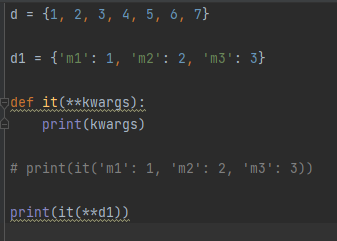 d = {1, 2, 3, 4, 5, 6, 7}
d1 = {'m1': 1, 'm2': 2, 'm3': 3}
def it(**kwargs):
    print(kwargs)
# print(it('m1': 1, 'm2': 2, 'm3': 3))
print(it(**d1))